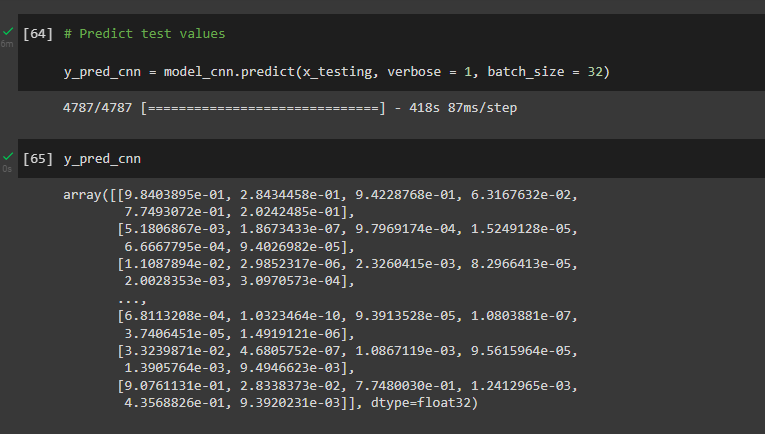 [64] # Predict test values
6m
y_pred_cnn = model_cnn.predict(x_testing, verbose = 1, batch_size = 32)
4787/4787 [==============================] - 418s 87ms/step
[65] y_pred_cnn
0s
array([[9.8403895e-01, 2.8434458e-01, 9.4228768e-01, 6.3167632e-02,
7.7493072e-01, 2.0242485e-01],
[5.1806867e-03, 1.8673433e-07, 9.7969174e-04, 1.5249128e-05,
6.6667795e-04, 9.4026982e-05],
[1.1087894e-02, 2.9852317e-06, 2.3260415e-03, 8.2966413e-05,
2.0028353e-03, 3.0970573e-04],
...,
[6.8113208e-04, 1.0323464e-10, 9.3913528e-05, 1.0803881e-07,
3.7406451e-05, 1.4919121e-06],
[3.3239871e-02, 4.6805752e-07, 1.0867119e-03, 9.5615964e-05,
1.3905764e-03, 9.4946623e-03],
[9.0761131e-01, 2.8338373e-02, 7.7480030e-01, 1.2412965e-03,
4.3568826e-01, 9.3920231e-03]], dtype=float32)